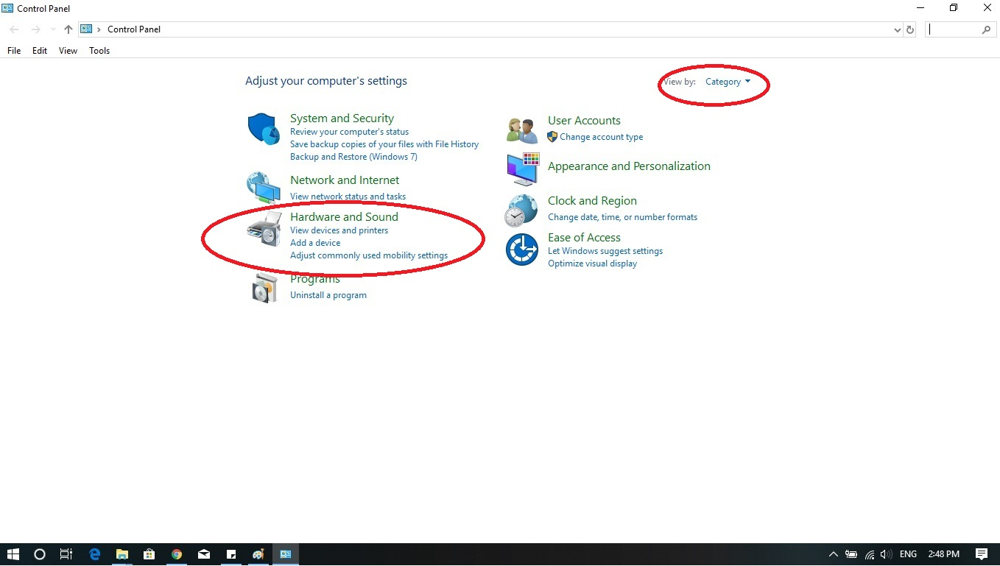 Control Panel
Control Panel
File Edit View Tools
Adjust your computer's settings
View by: Category
System and Security
Review your computer's status
Save backup copies of your files with File History
Backup and Restore (Windows 7)
Network and Internet
View network status and tasks
Hardware and Sound
View devices and printers
Add a device
Adjust commonly used mobility settings
Programs
Uninstall a program
User Accounts
Change account type
Appearance and Personalization
Clock and Region
Change date, time, or number formats
Ease of Access
Let Windows suggest settings
Optimize visual display
ENG 2:48 PM